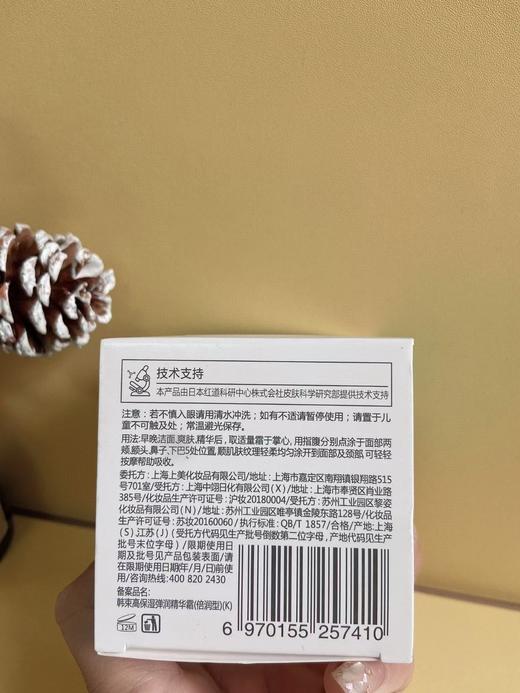 技术支持
本产品由日本红道科研中心株式会社皮肤科学研究部提供技术支持
注意：若不慎入眼请用清水冲洗；如有不适请暂停使用；请置于儿
童不可触及处；常温避光保存。
用法:早晚洁面,爽肤,精华后，取适量霜于掌心，用指腹分别点涂于面部两
颊,额头,鼻子,下巴5处位置，顺肌肤纹理轻柔均匀涂开到面部及颈部,可轻轻
按摩帮助吸收。
委托方：上海上美化妆品有限公司/地址：上海市嘉定区南翔镇银翔路515
号701室/受托方：上海中翊日化有限公司(X)/地址：上海市奉贤区肖业路
385号/化妆品生产许可证号：沪妆20180004/受托方：苏州工业园区黎姿
化妆品有限公司(N)/地址：苏州工业园区唯亭镇金陵东路128号/化妆品
生产许可证号：苏妆20160060/执行标准：QB/T 1857/合格/产地:上海
(S),江苏(J)(受托方代码见生产批号倒数第二位字母，产地代码见生产
批号末位字母)/限期使用日
期及批号见产品包装表面/请
在限期使用日期(年/月/日)前使
用/咨询热线：400 820 2430
备案品名：
韩束高保湿弹润精华霜(倍润型)(K)
12M
6 970155 257410